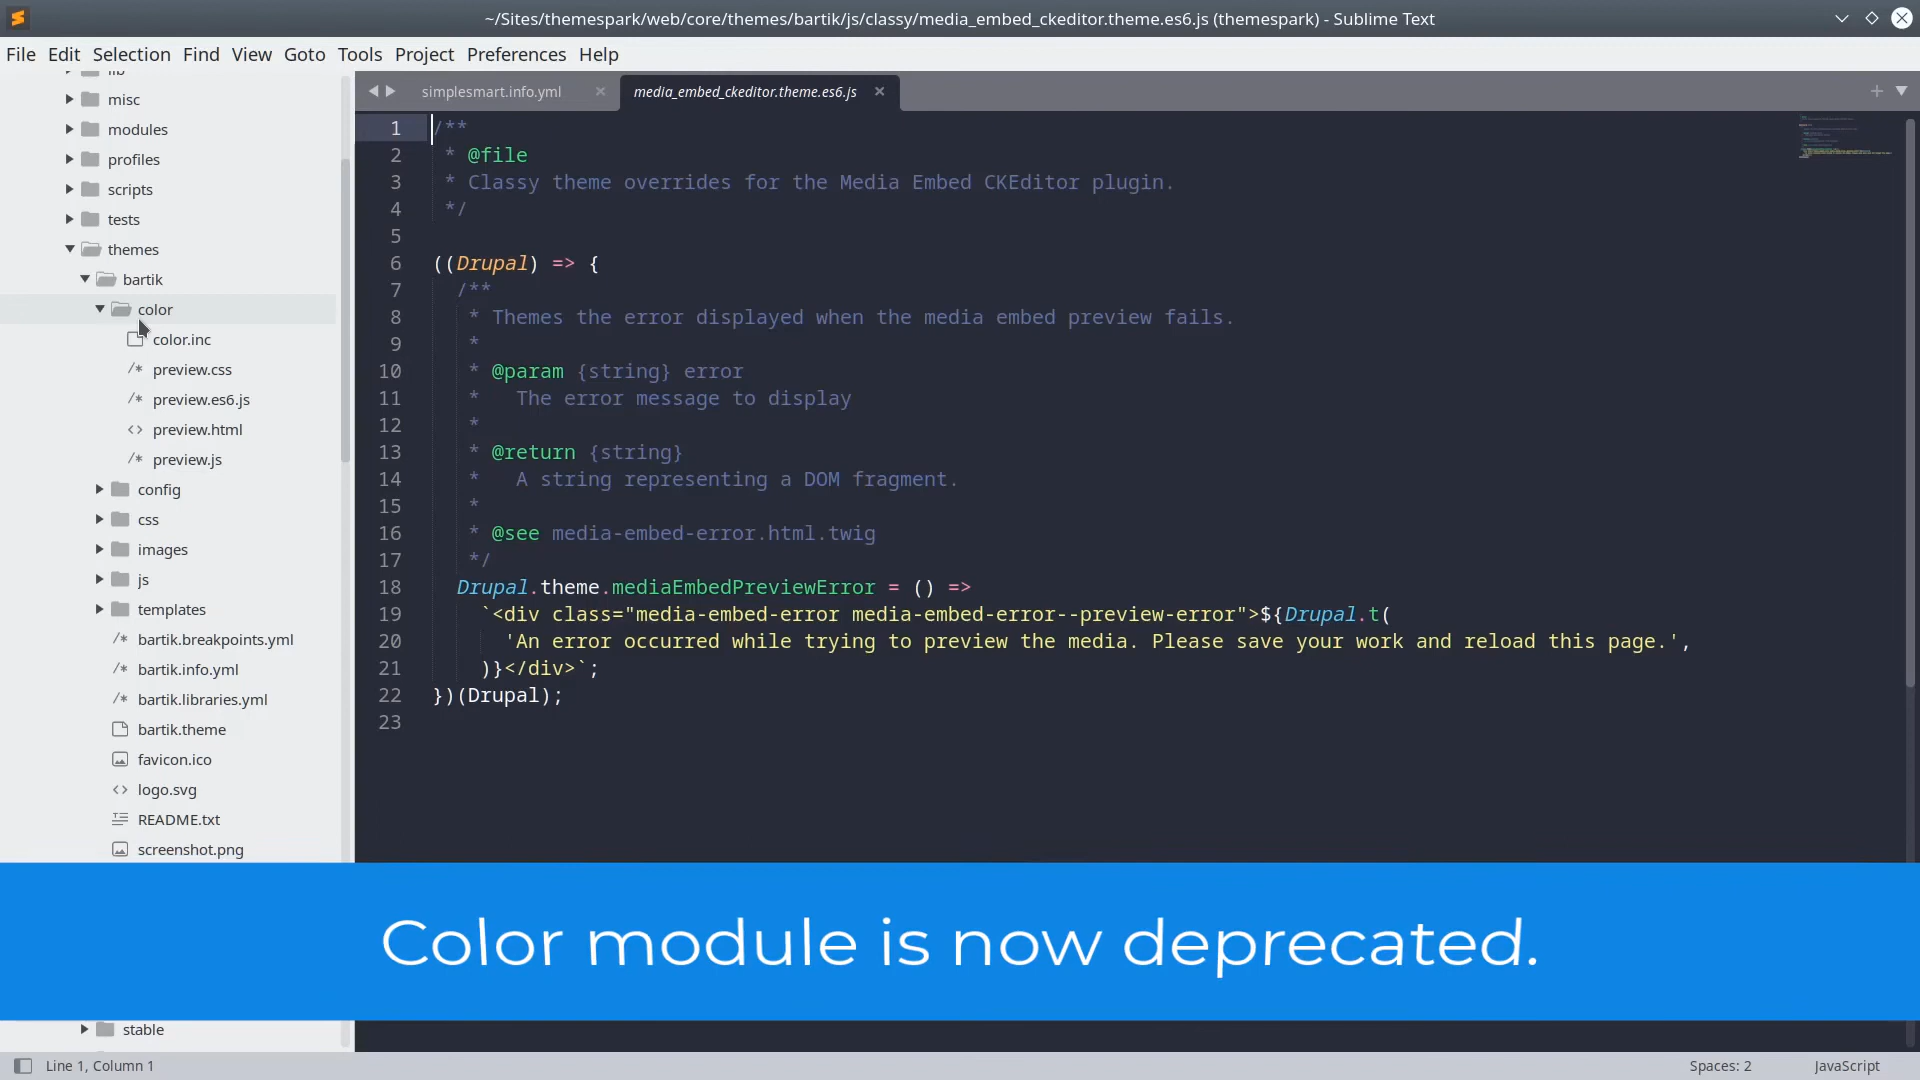 ~/Sites/themespark/web/core/themes/bartik/js/classy/media_embed_ckeditor.theme.es6.js (themespark) - Sublime Text
File Edit Selection Find View Goto Tools Project Preferences Help
lib
misc
modules
profiles
scripts
tests
themes
bartik
color
color.inc
preview.css
preview.es6.js
preview.html
preview.js
config
css
images
js
templates
bartik.breakpoints.yml
bartik.info.yml
bartik.libraries.yml
bartik.theme
favicon.ico
logo.svg
README.txt
screenshot.png
stable
simplesmart.info.yml
media_embed_ckeditor.theme.es6.js
1 /**
2  * @file
3  * Classy theme overrides for the Media Embed CKEditor plugin.
4  */
5
6 ((Drupal) => {
7   /**
8    * Themes the error displayed when the media embed preview fails.
9    *
10    * @param {string} error
11    *   The error message to display
12    *
13    * @return {string}
14    *   A string representing a DOM fragment.
15    *
16    * @see media-embed-error.html.twig
17    */
18   Drupal.theme.mediaEmbedPreviewError = () =>
19     `<div class="media-embed-error media-embed-error--preview-error">${Drupal.t(
20       'An error occurred while trying to preview the media. Please save your work and reload this page.',
21     )}</div>`;
22 })(Drupal);
23
Color module is now deprecated.
Line 1, Column 1
Spaces: 2
JavaScript